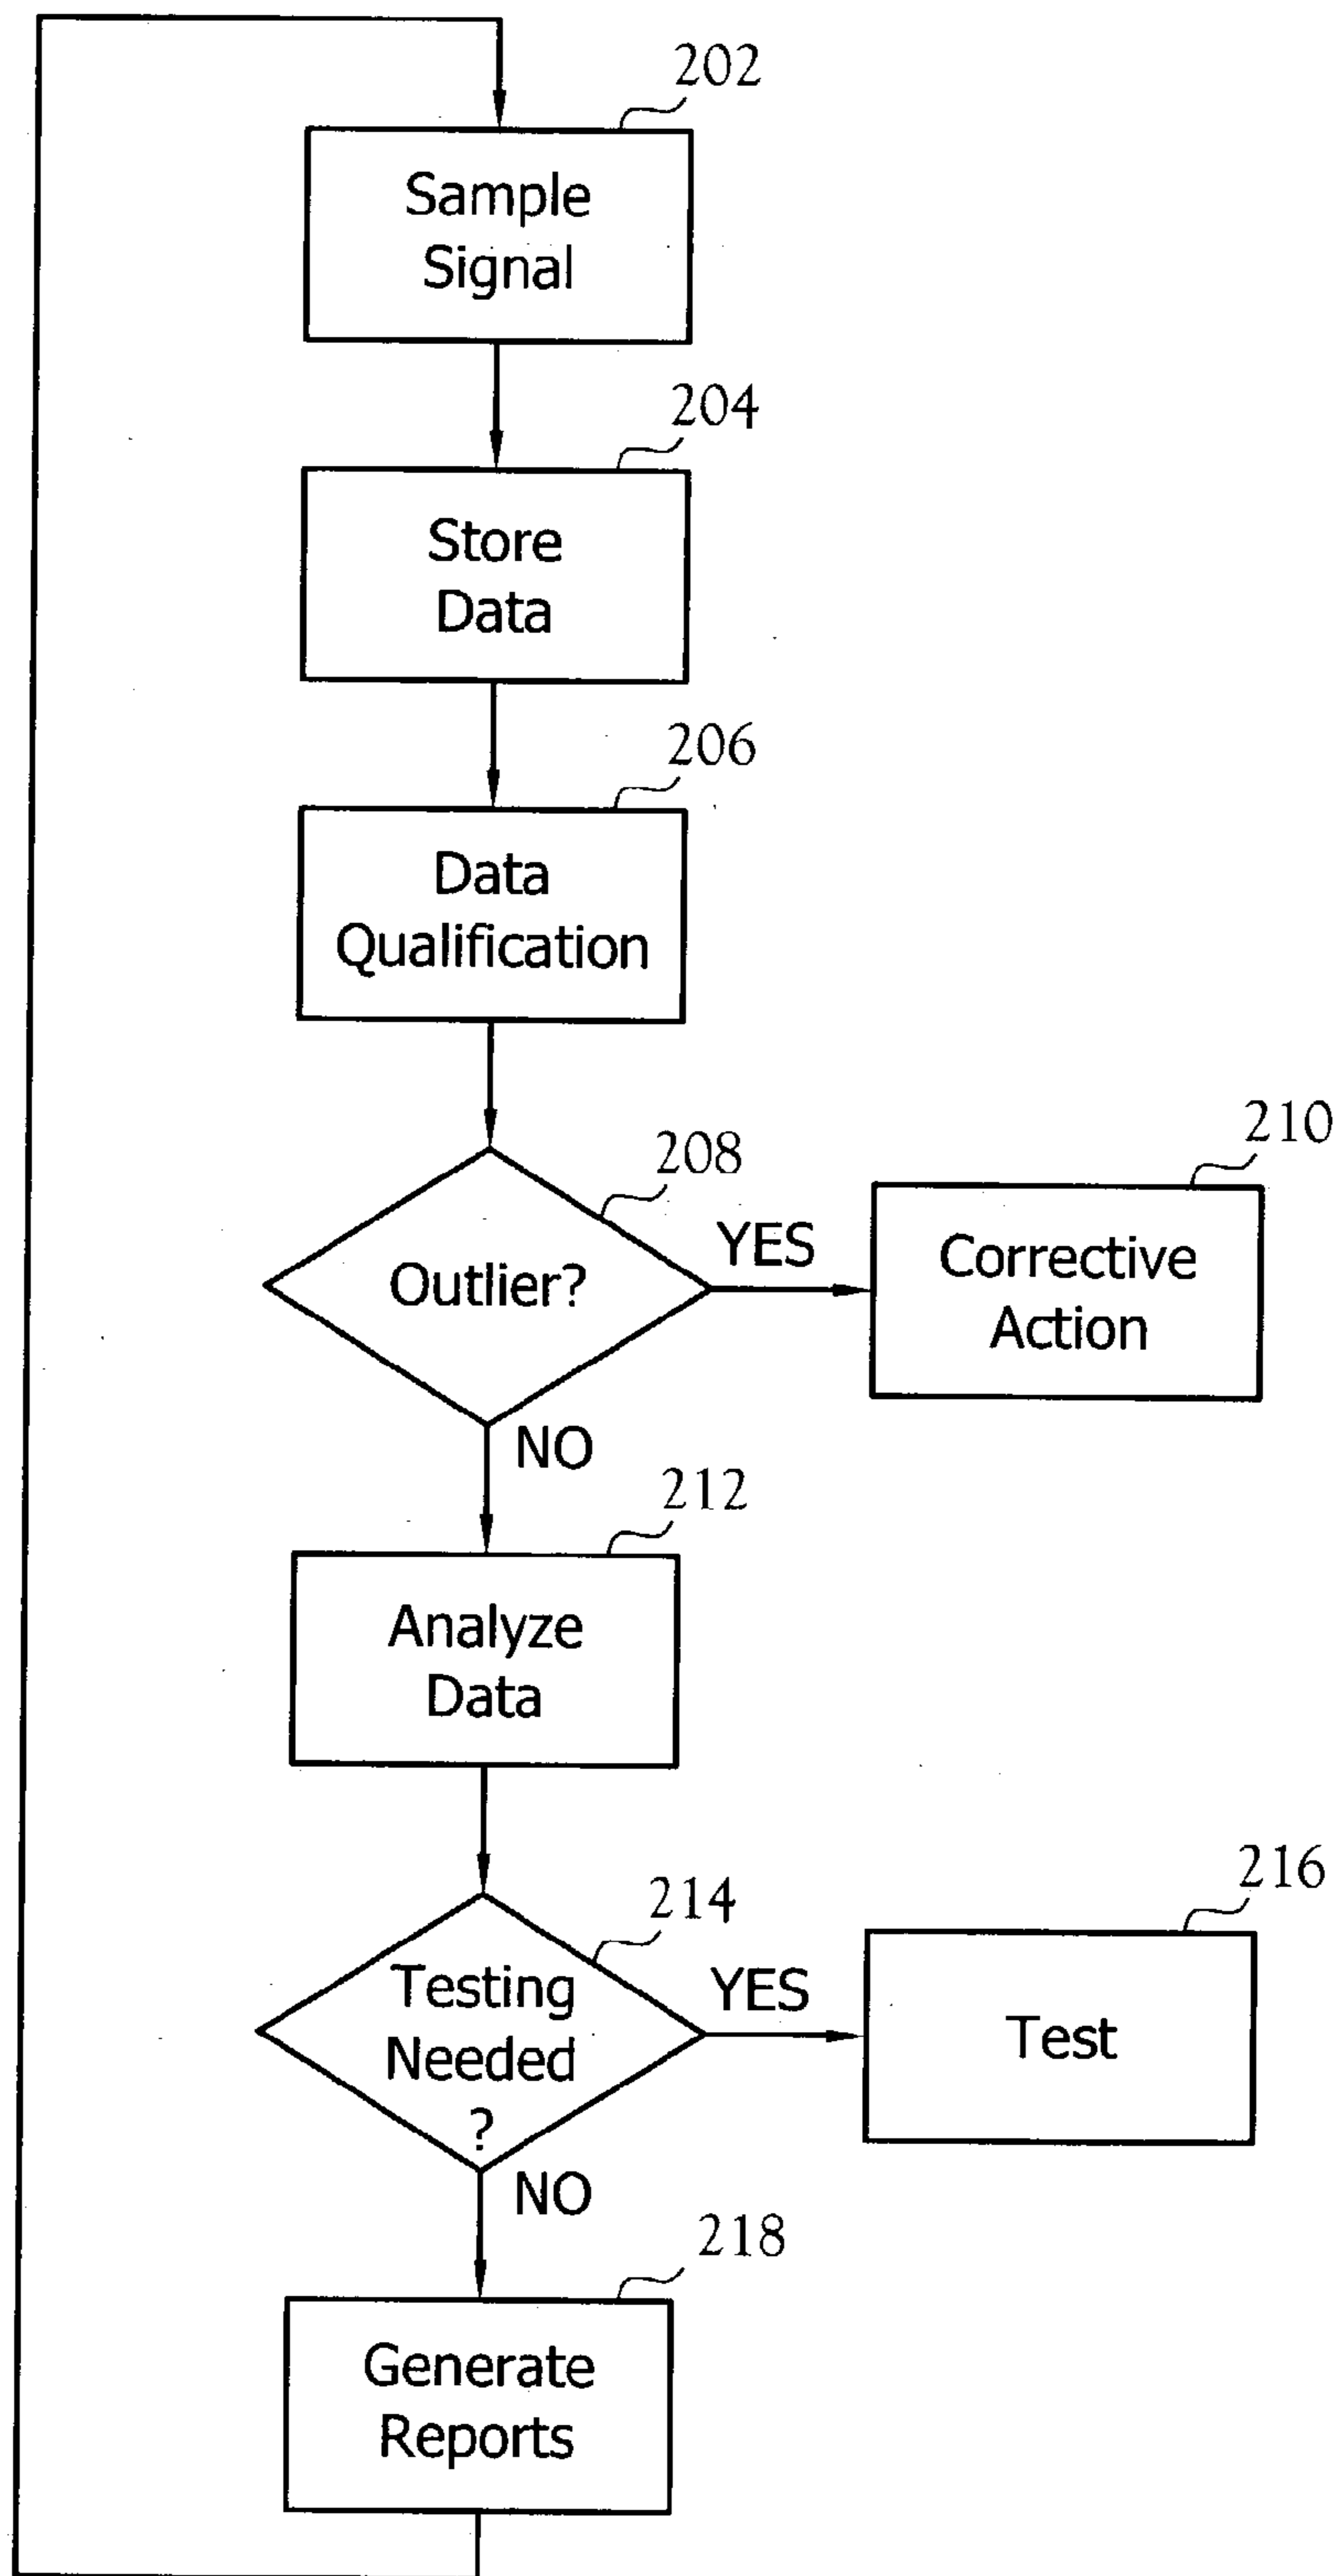 202
Sample
Signal
204
Store
Data
206
Data
Qualification
208
Outlier?
YES
210
Corrective
Action
NO
212
Analyze
Data
214
Testing
Needed
?
YES
216
Test
NO
218
Generate
Reports